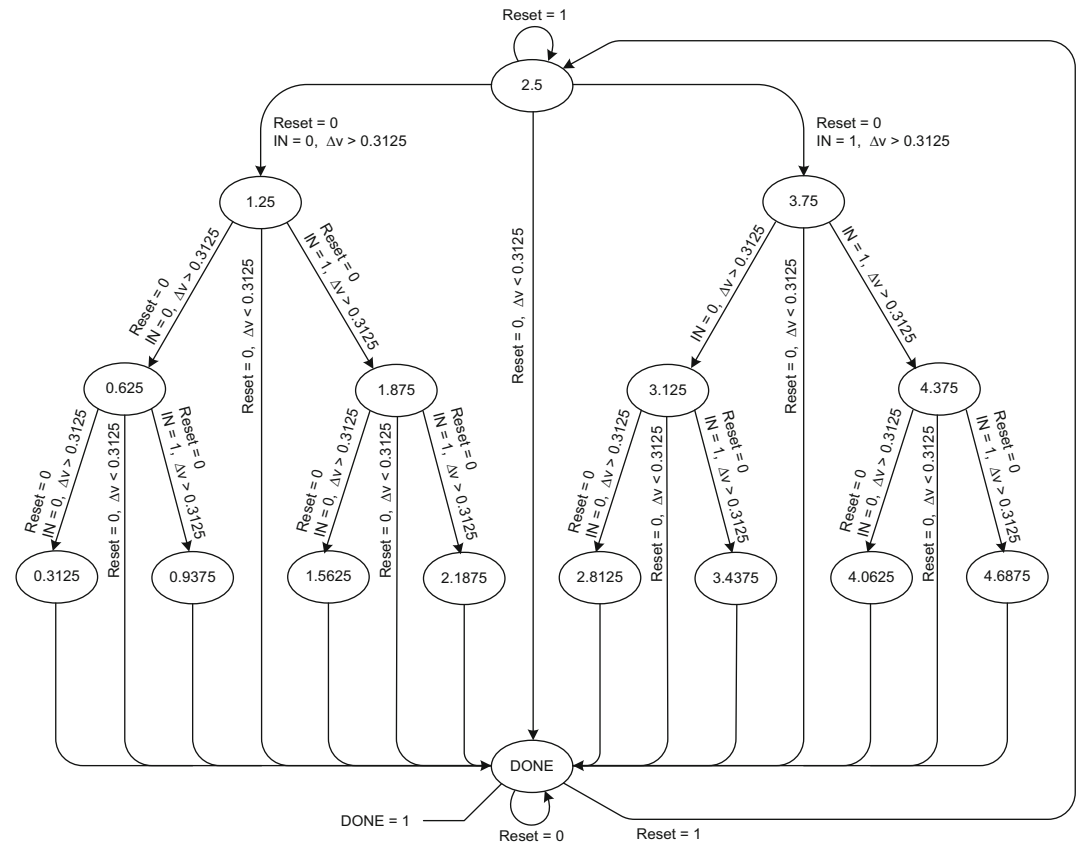 Reset = 1
2.5
Reset = 0
IN = 0, Δv > 0.3125
Reset = 0
IN = 1, Δv > 0.3125
1.25
3.75
Reset = 0
IN = 0, Δv > 0.3125
Reset = 0, Δv < 0.3125
Reset = 0
IN = 1, Δv > 0.3125
Reset = 0, Δv < 0.3125
IN = 0, Δv > 0.3125
Reset = 0, Δv < 0.3125
IN = 1, Δv > 0.3125
0.625
1.875
3.125
4.375
Reset = 0
IN = 0, Δv > 0.3125
Reset = 0, Δv < 0.3125
Reset = 0
IN = 1, Δv > 0.3125
Reset = 0
IN = 0, Δv > 0.3125
Reset = 0, Δv < 0.3125
Reset = 0
IN = 1, Δv > 0.3125
Reset = 0
IN = 0, Δv > 0.3125
Reset = 0, Δv < 0.3125
Reset = 0
IN = 1, Δv > 0.3125
Reset = 0
IN = 0, Δv > 0.3125
Reset = 0, Δv < 0.3125
Reset = 0
IN = 1, Δv > 0.3125
0.3125
0.9375
1.5625
2.1875
2.8125
3.4375
4.0625
4.6875
DONE
DONE = 1
Reset = 0
Reset = 1